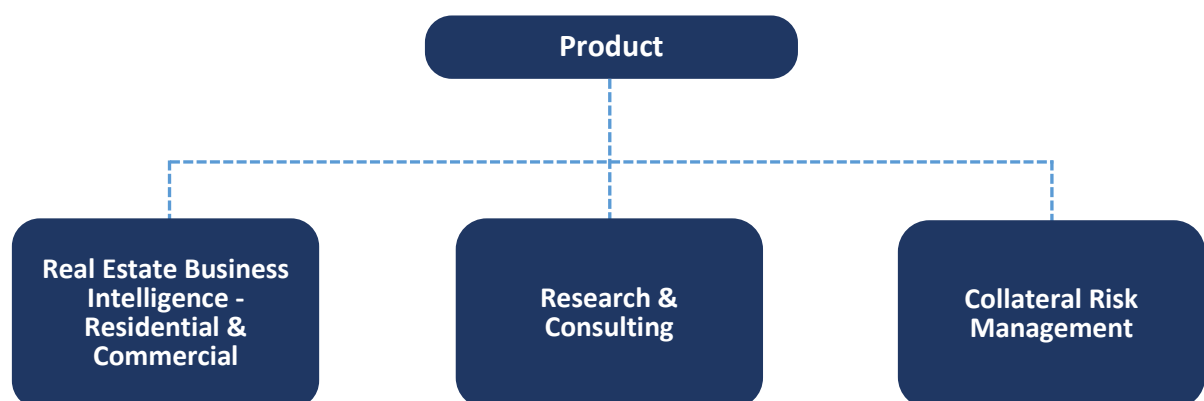 Product
Real Estate Business
Intelligence -
Residential &
Commercial
Research &
Consulting
Collateral Risk
Management